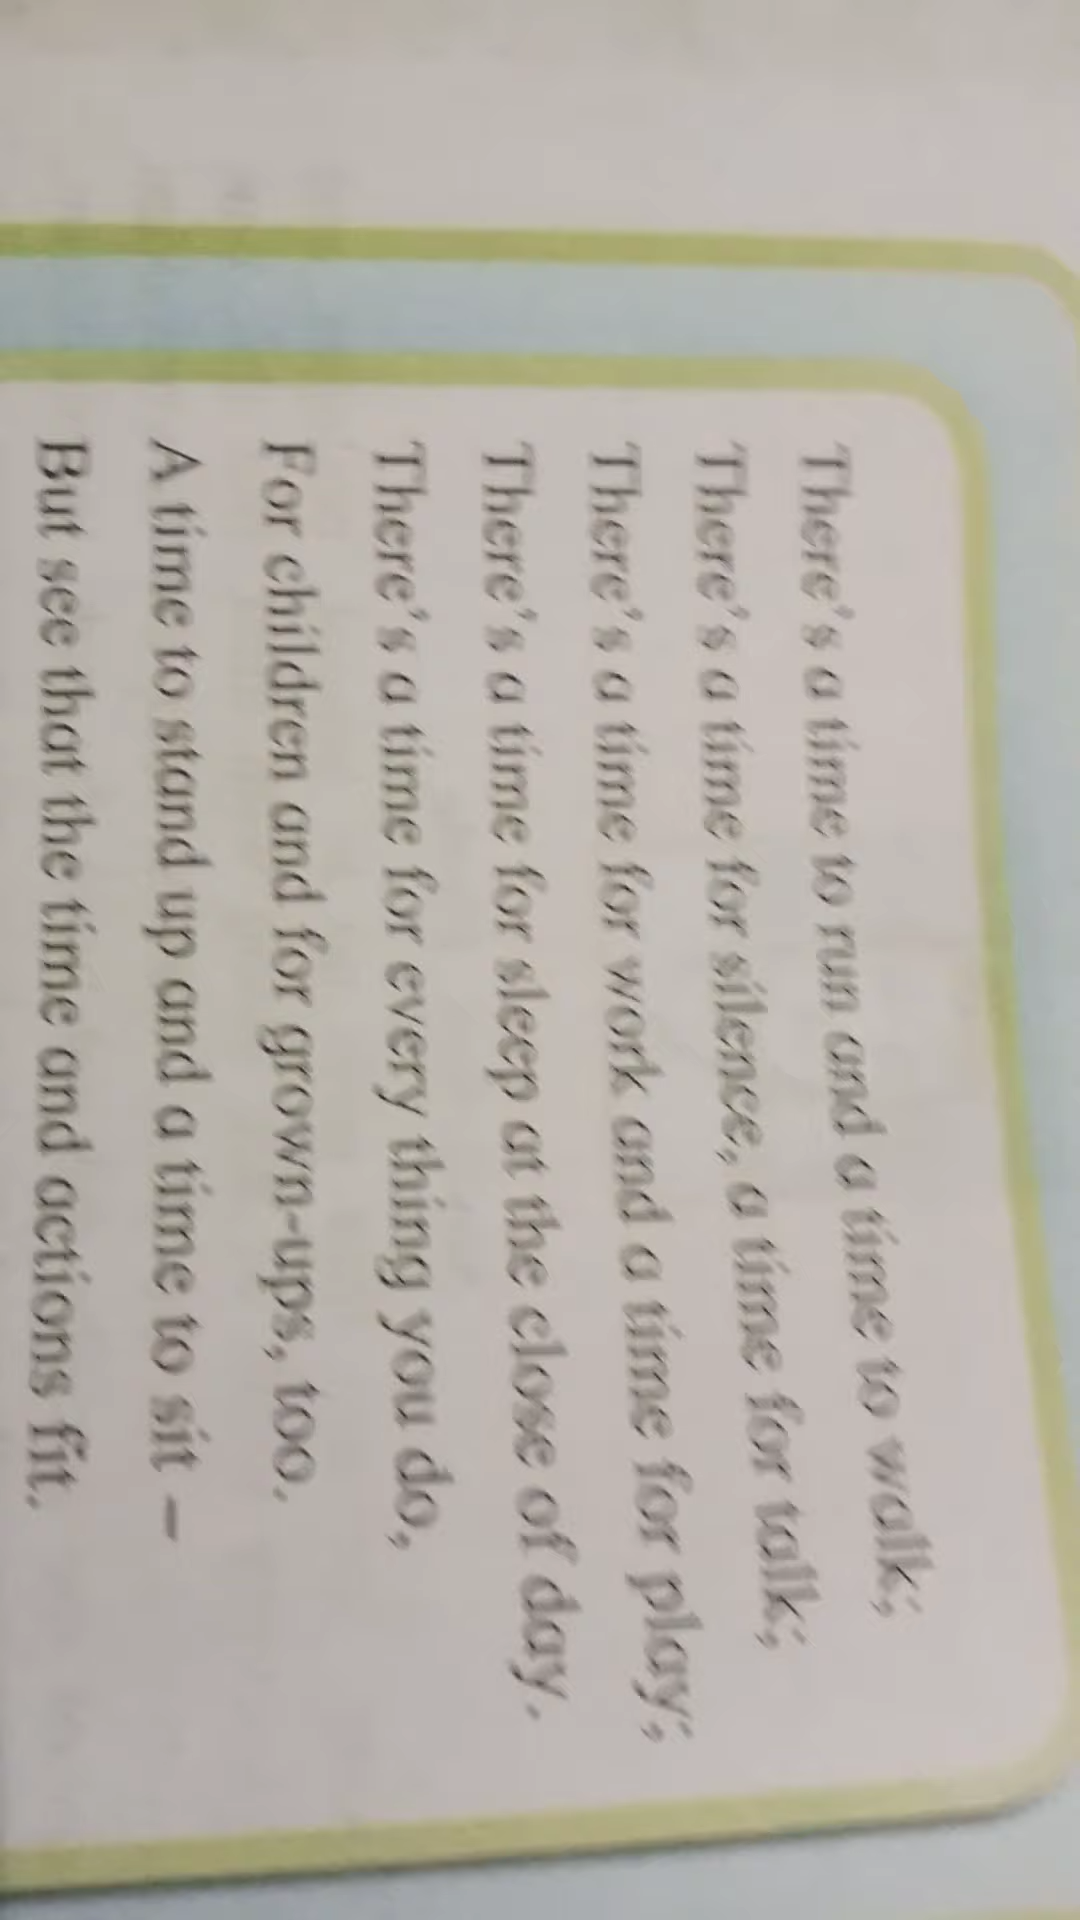 There's a time to run and a time to walk;
There's a time for silence, a time for talk;
There's a time for work and a time for play;
There's a time for sleep at the close of day.
There's a time for every thing you do,
For children and for grown-ups, too.
A time to stand up and a time to sit –
But see that the time and actions fit.